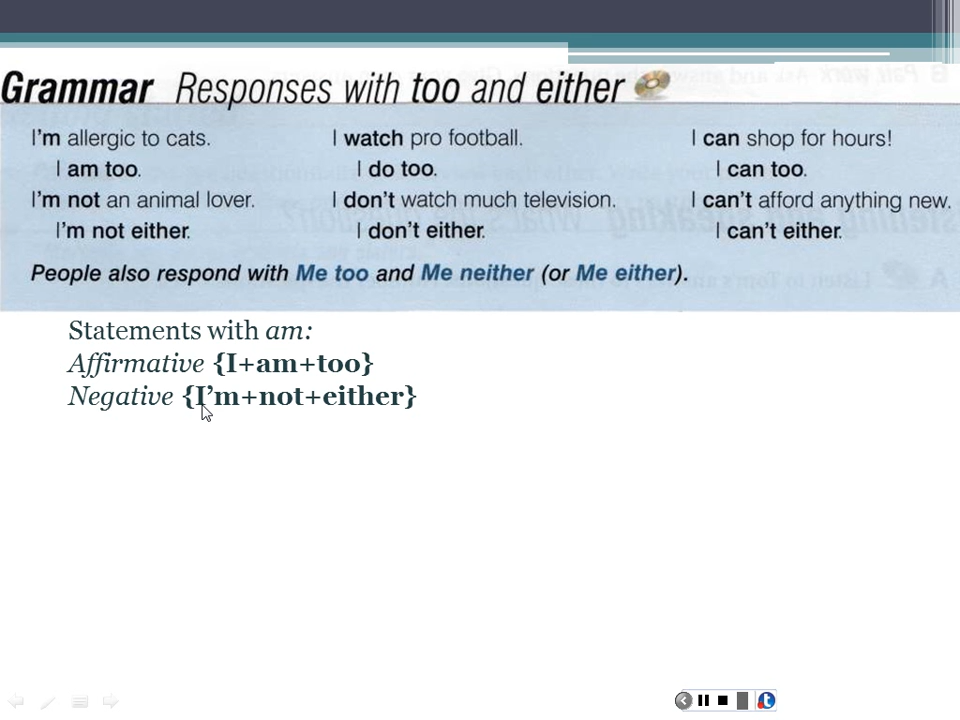 Grammar Responses with too and either
I'm allergic to cats.
I am too.
I'm not an animal lover.
I'm not either.
I watch pro football.
I do too.
I don't watch much television.
I don't either.
I can shop for hours!
I can too.
I can't afford anything new.
I can't either.
People also respond with Me too and Me neither (or Me either).
Statements with am:
Affirmative {I+am+too}
Negative {I’m+not+either}